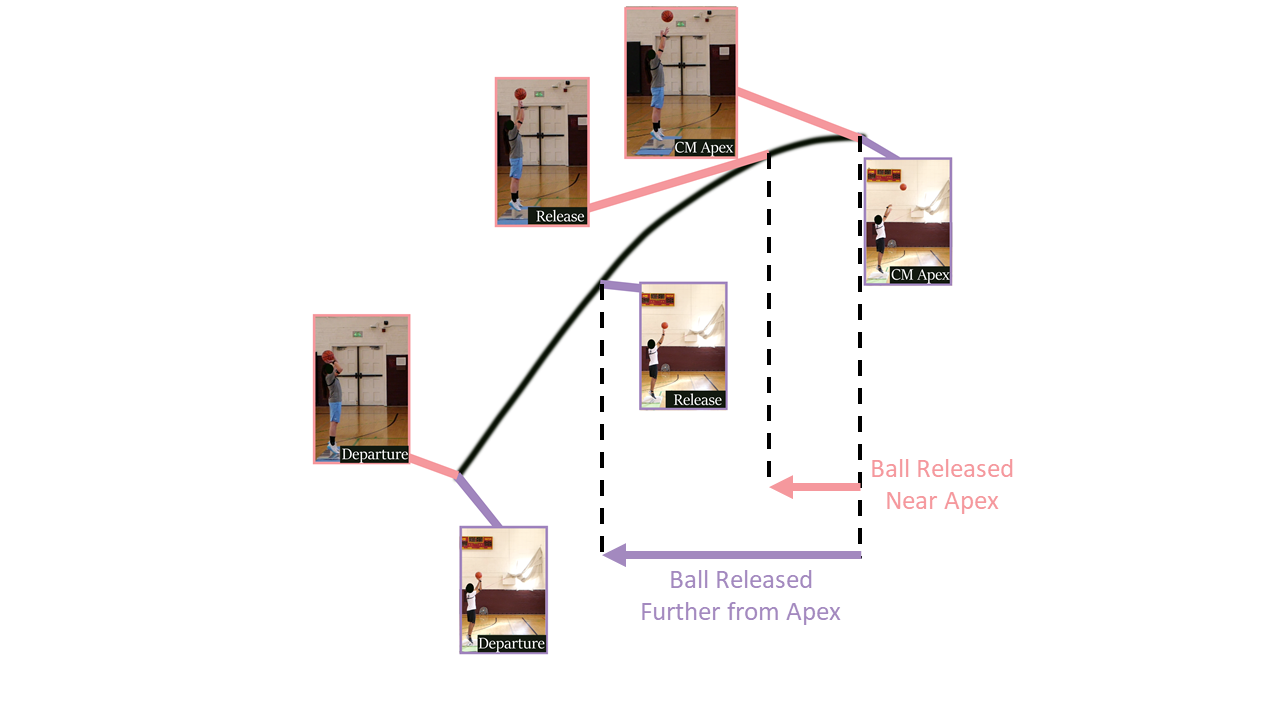 CM Apex
Release
CM Apex
Release
Departure
Ball Released
Near Apex
Ball Released
Further from Apex
Departure